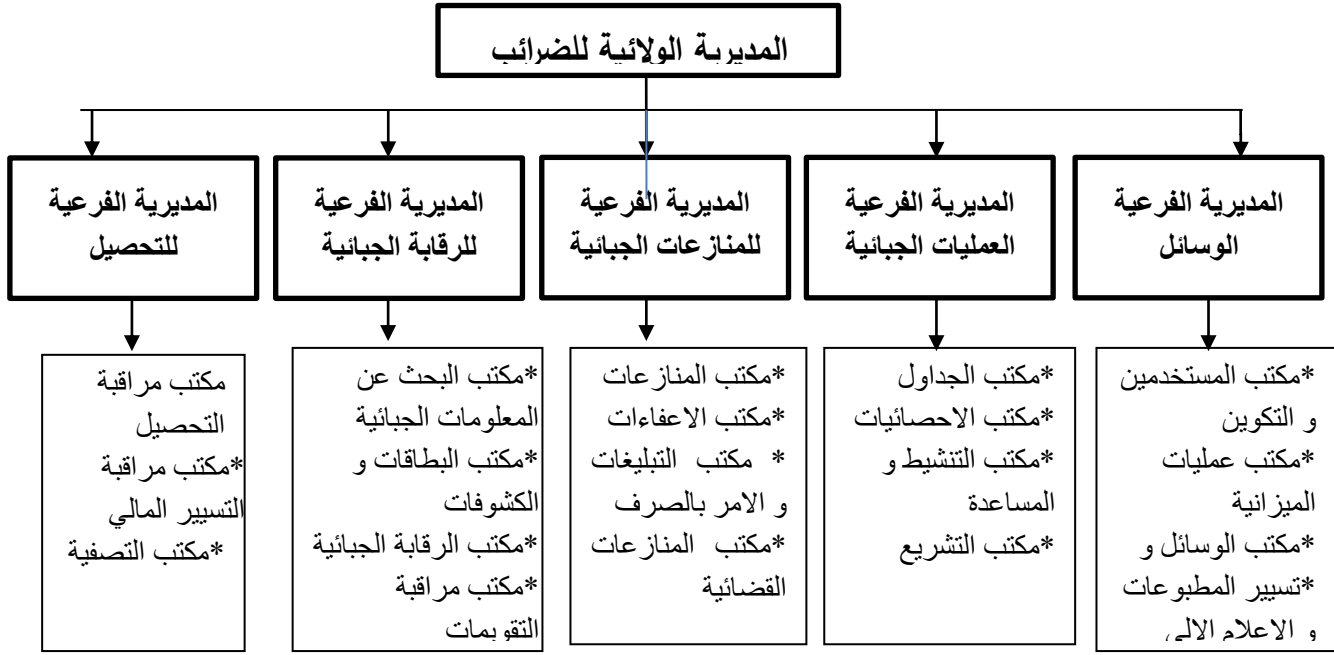 المديرية الولائية للضرائب
المديرية الفرعية
الوسائل
المديرية الفرعية
العمليات الجبائية
المديرية الفرعية
للمنازعات الجبائية
المديرية الفرعية
للرقابة الجبائية
المديرية الفرعية
للتحصيل
*مكتب المستخدمين
و التكوين
*مكتب عمليات
الميزانية
*مكتب الوسائل و
*تسيير المطبوعات
و الاعلام الالي
*مكتب الجداول
*مكتب الاحصائيات
*مكتب التنشيط و
المساعدة
*مكتب التشريع
*مكتب المنازعات
*مكتب الاعفاءات
* مكتب التبليغات
و الامر بالصرف
*مكتب المنازعات
القضائية
*مكتب البحث عن
المعلومات الجبائية
*مكتب البطاقات و
الكشوفات
*مكتب الرقابة الجبائية
*مكتب مراقبة
التقويمات
مكتب مراقبة
التحصيل
*مكتب مراقبة
التسيير المالي
*مكتب التصفية